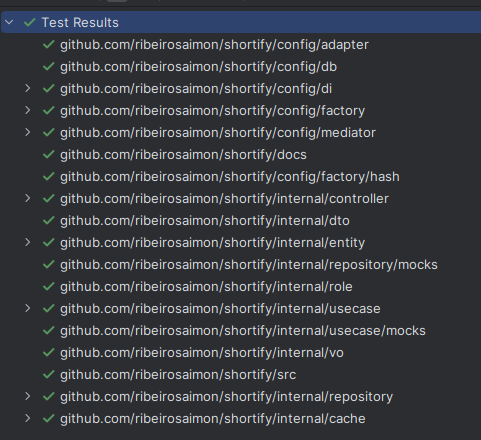 Test Results
github.com/ribeirosaimon/shortify/config/adapter
github.com/ribeirosaimon/shortify/config/db
github.com/ribeirosaimon/shortify/config/di
github.com/ribeirosaimon/shortify/config/factory
github.com/ribeirosaimon/shortify/config/mediator
github.com/ribeirosaimon/shortify/docs
github.com/ribeirosaimon/shortify/config/factory/hash
github.com/ribeirosaimon/shortify/internal/controller
github.com/ribeirosaimon/shortify/internal/dto
github.com/ribeirosaimon/shortify/internal/entity
github.com/ribeirosaimon/shortify/internal/repository/mocks
github.com/ribeirosaimon/shortify/internal/role
github.com/ribeirosaimon/shortify/internal/usecase
github.com/ribeirosaimon/shortify/internal/usecase/mocks
github.com/ribeirosaimon/shortify/internal/vo
github.com/ribeirosaimon/shortify/src
github.com/ribeirosaimon/shortify/internal/repository
github.com/ribeirosaimon/shortify/internal/cache